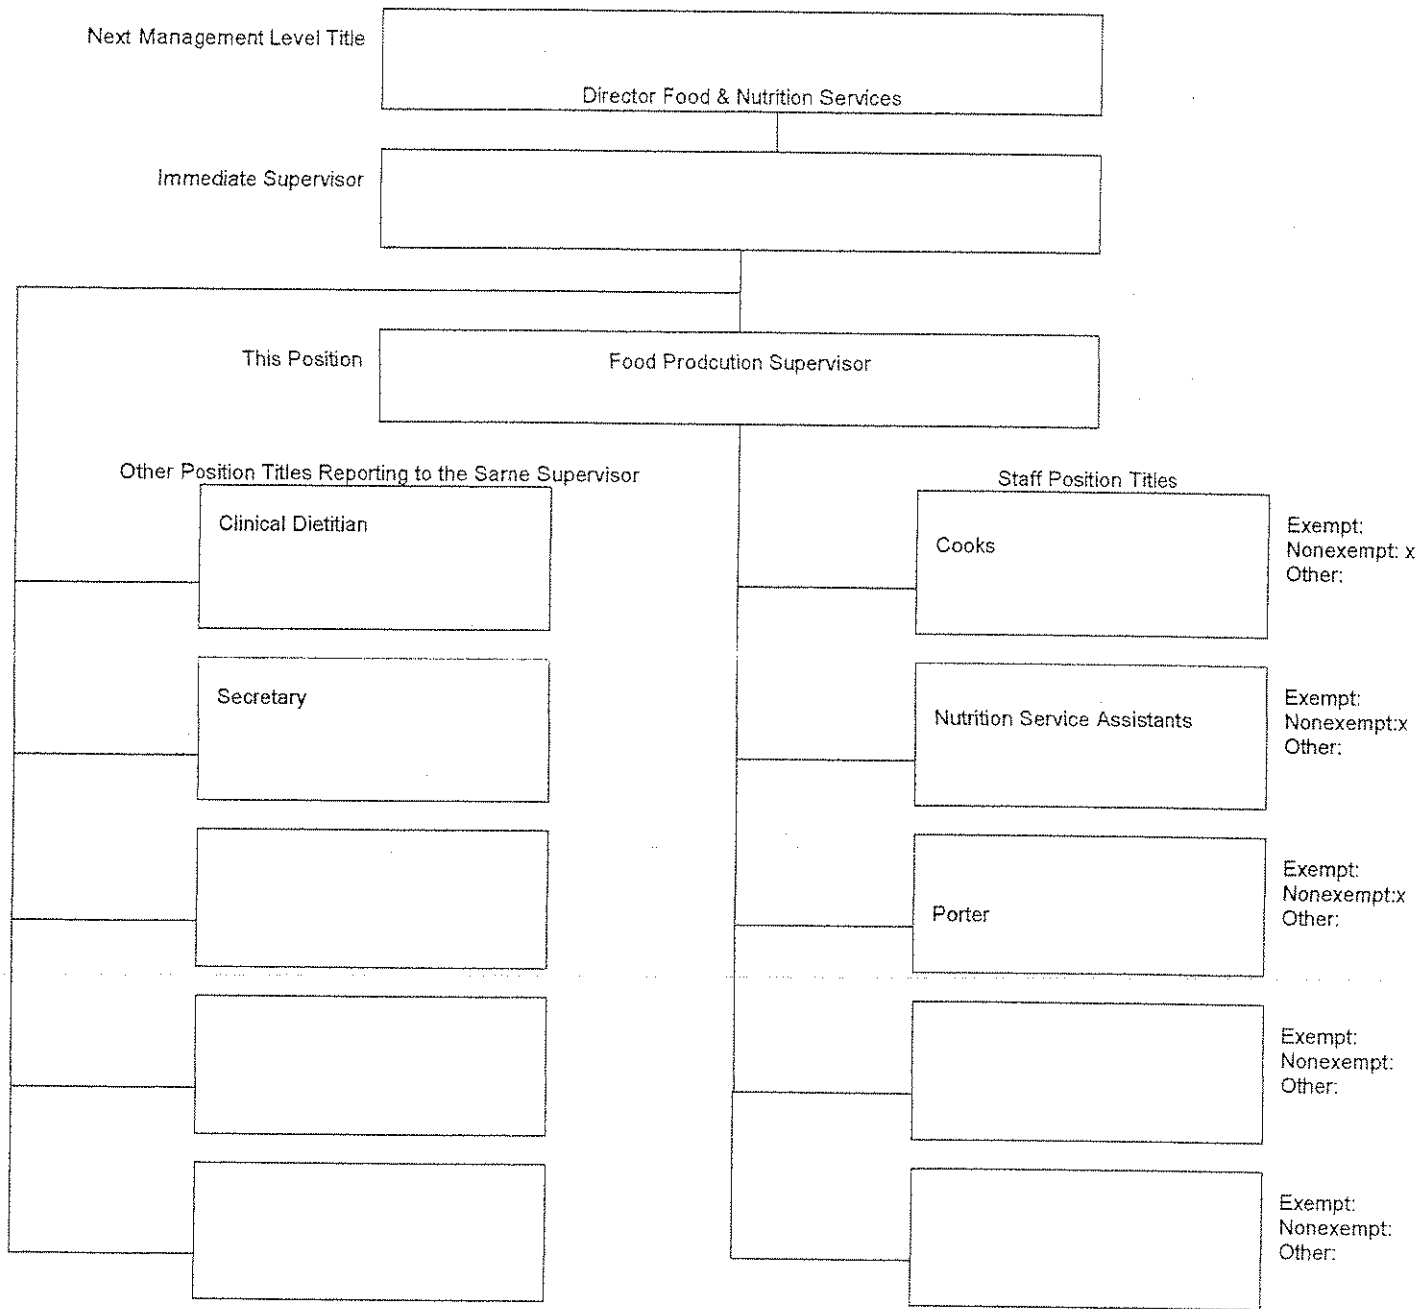 Next Management Level Title
Director Food & Nutrition Services
Immediate Supervisor
This Position
Food Prodcution Supervisor
Other Position Titles Reporting to the Same Supervisor
Clinical Dietitian
Secretary
Staff Position Titles
Cooks
Exempt:
Nonexempt: x
Other:
Nutrition Service Assistants
Exempt:
Nonexempt:x
Other:
Porter
Exempt:
Nonexempt:x
Other:
Exempt:
Nonexempt:
Other:
Exempt:
Nonexempt:
Other: